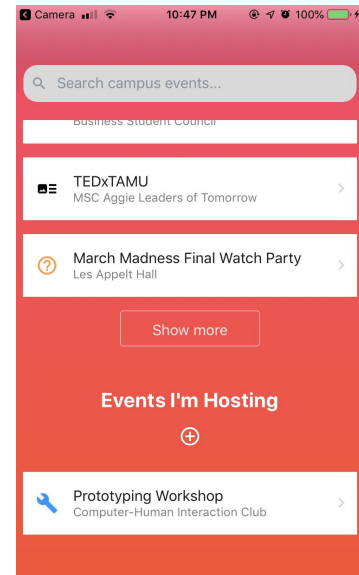 Camera 10:47 PM 100%
Search campus events...
Business Student Council
TEDxTAMU
MSC Aggie Leaders of Tomorrow
March Madness Final Watch Party
Les Appelt Hall
Show more
Events I'm Hosting
Prototyping Workshop
Computer-Human Interaction Club